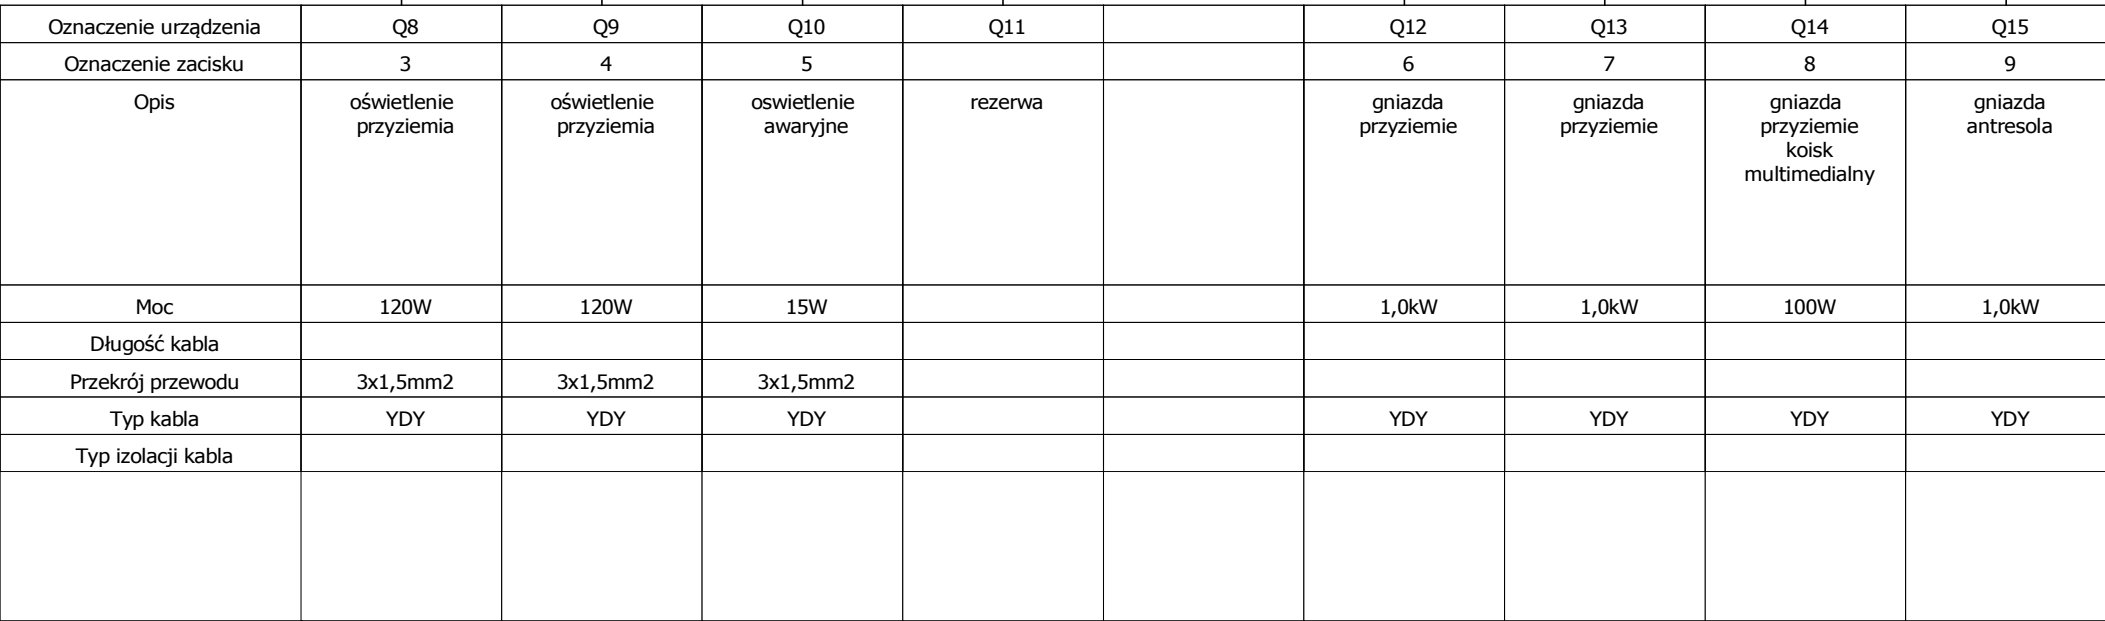 Oznaczenie urządzenia Q8 Q9 Q10 Q11 Q12 Q13 Q14 Q15
Oznaczenie zacisku 3 4 5 6 7 8 9
Opis oświetlenie oświetlenie oswietlenie rezerwa gniazda gniazda gniazda gniazda
przyziemia przyziemia awaryjne przyziemie przyziemie przyziemie antresola
koisk
multimedialny
Moc 120W 120W 15W 1,0kW 1,0kW 100W 1,0kW
Długość kabla
Przekrój przewodu 3x1,5mm2 3x1,5mm2 3x1,5mm2
Typ kabla YDY YDY YDY YDY YDY YDY YDY
Typ izolacji kabla